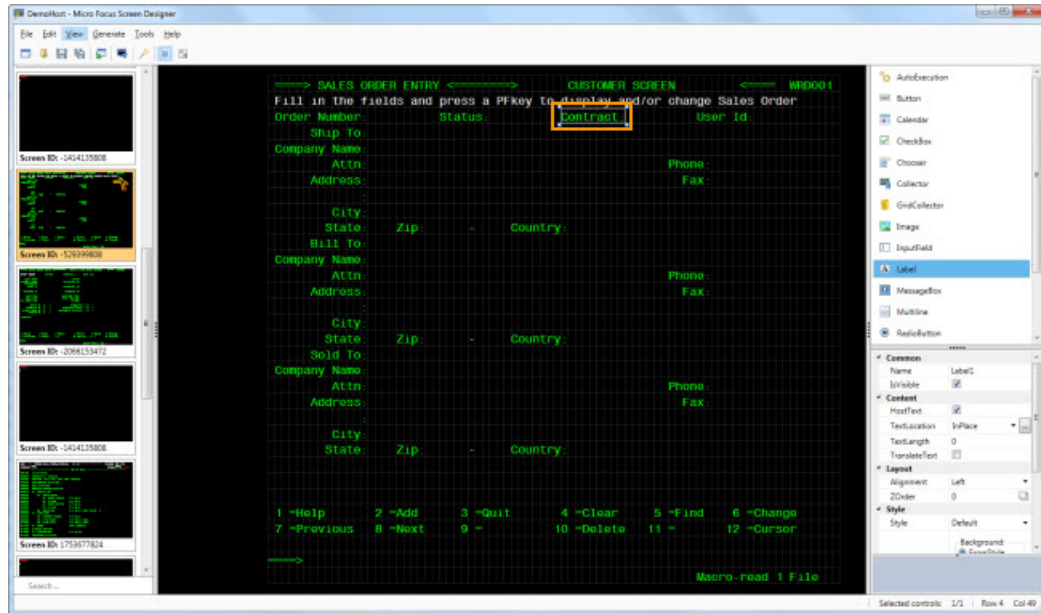 DemoHost - Micro Focus Screen Designer
File Edit View Generate Tools Help
Screen ID: -1414135808
Screen ID: -529399808
Screen ID: -2066153472
Screen ID: -1414135808
Screen ID: 1753677824
Search ...
====> SALES ORDER ENTRY <========> CUSTOMER SCREEN <==== WRD001
Fill in the fields and press a PFkey to display and/or change Sales Order
Order Number: Status: Contract: User Id:
Ship To:
Company Name:
Attn: Phone:
Address: Fax:
:
City:
State: Zip: - Country:
Bill To:
Company Name:
Attn: Phone:
Address: Fax:
:
City:
State: Zip: - Country:
Sold To:
Company Name:
Attn: Phone:
Address: Fax:
:
City:
State: Zip: - Country:
1 =Help 2 =Add 3 =Quit 4 =Clear 5 =Find 6 =Change
7 =Previous 8 =Next 9 = 10 =Delete 11 = 12 =Cursor
====>
Macro-read 1 File
AutoExecution
Button
Calendar
CheckBox
Chooser
Collector
GridCollector
Image
InputField
Label
MessageBox
Multiline
RadioButton
Common
Name Label1
IsVisible
Content
HostText
TextLocation InPlace ...
TextLength 0
TranslateText
Layout
Alignment Left
ZOrder 0
Style
Style Default
Background:
Selected controls: 1/1 Row 4 Col 49